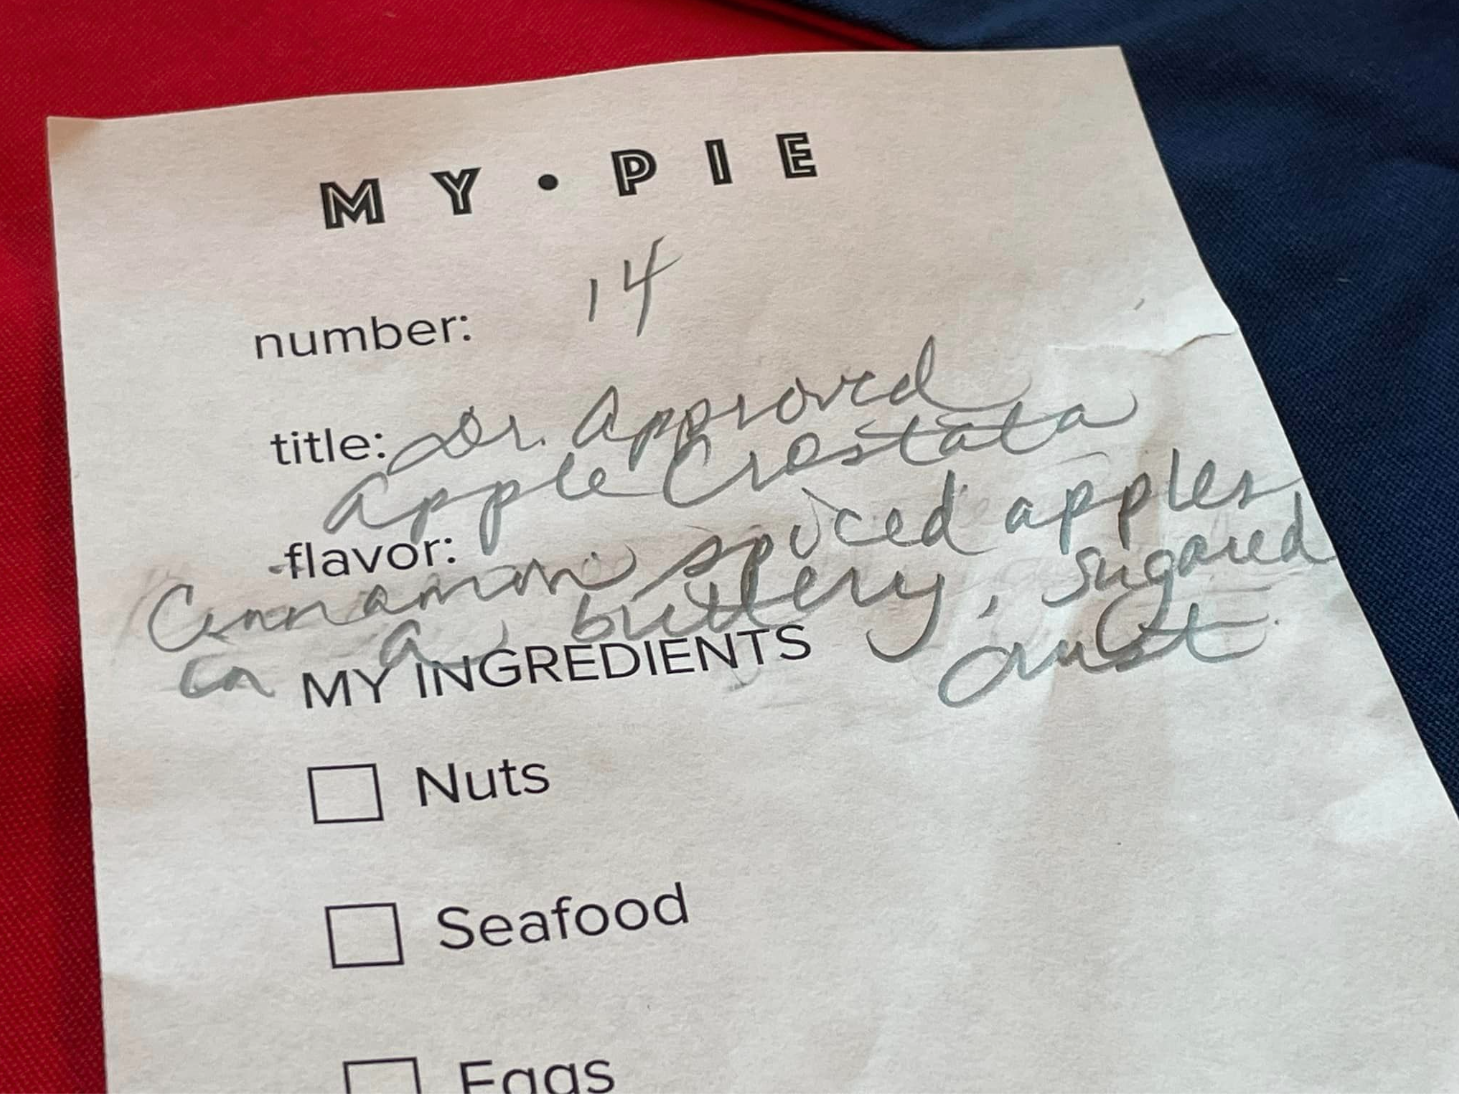 MY•PIE
number: 14
title: Dr. Approved
Apple Crostata
flavor:
Cinnamon spiced apples
in a buttery, sugared
crust
MY INGREDIENTS
Nuts
Seafood
Eggs